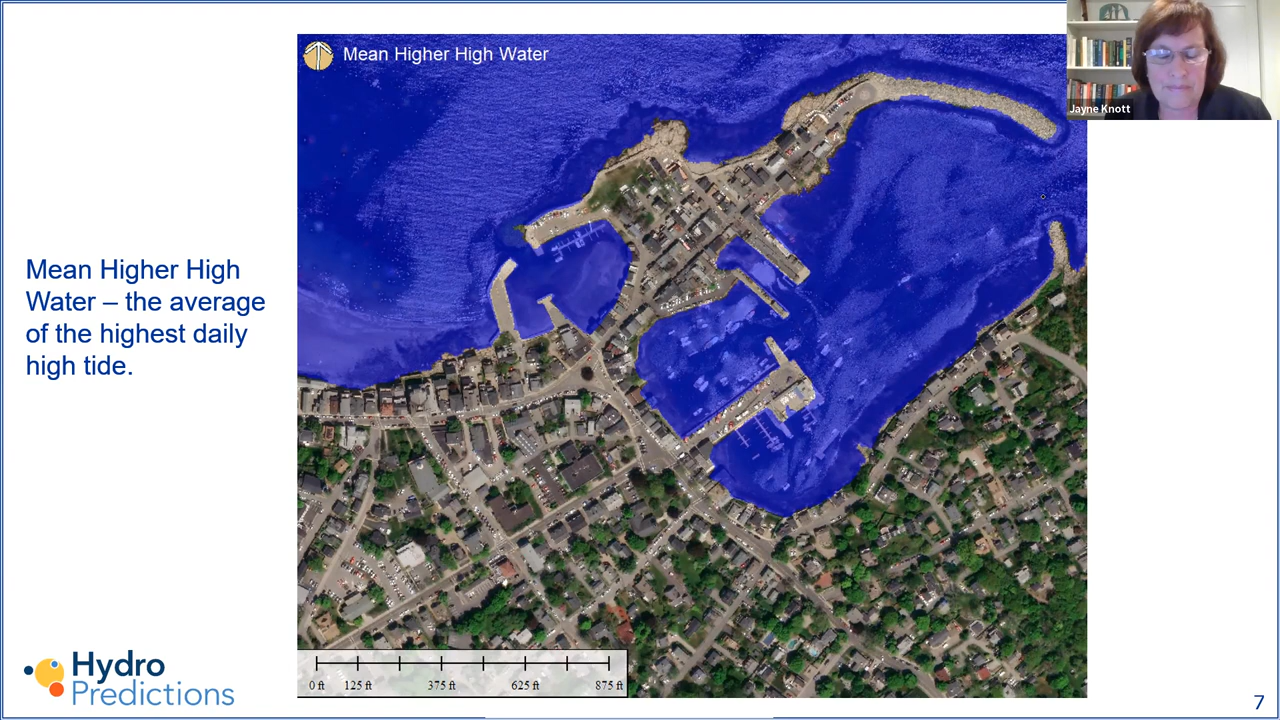 Mean Higher High Water
Jayne Knott
Mean Higher High
Water – the average
of the highest daily
high tide.
0 ft 125 ft 375 ft 625 ft 875 ft
Hydro
Predictions
7